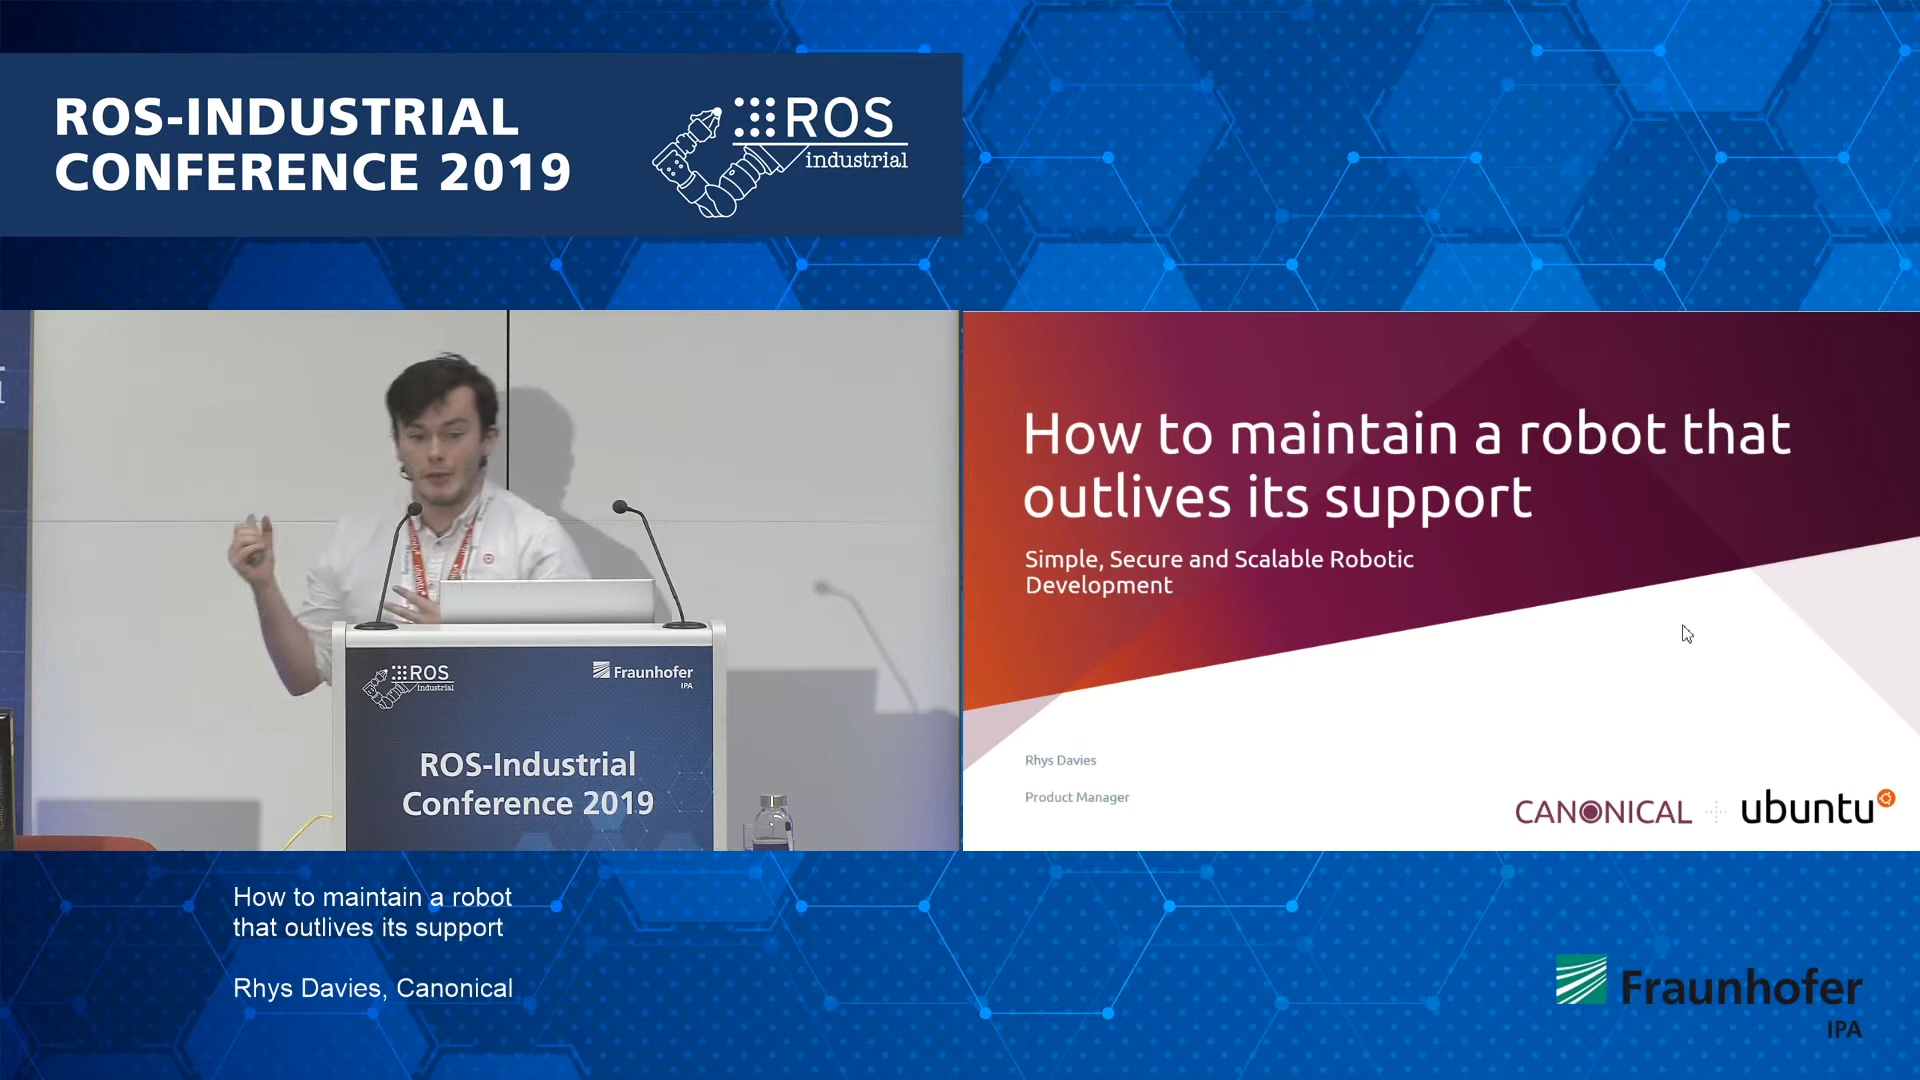 ROS-INDUSTRIAL
CONFERENCE 2019
ROS
industrial
How to maintain a robot that
outlives its support
Simple, Secure and Scalable Robotic
Development
Rhys Davies
Product Manager
CANONICAL
ubuntu
ROS
industrial
Fraunhofer
IPA
ROS-Industrial
Conference 2019
How to maintain a robot
that outlives its support
Rhys Davies, Canonical
Fraunhofer
IPA